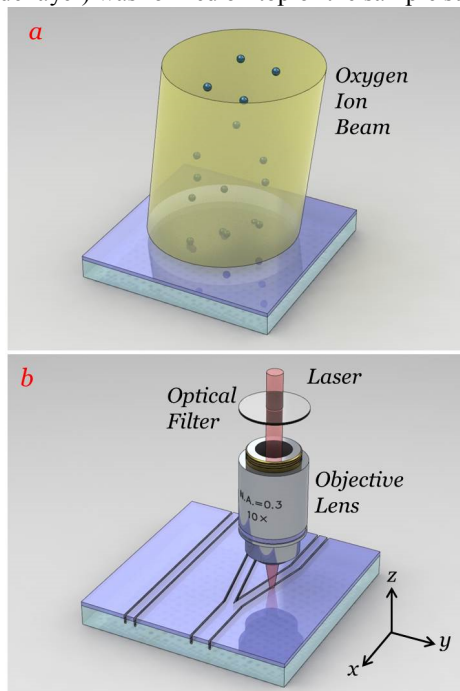 a
Oxygen
Ion
Beam
b
Laser
Optical
Filter
Objective
Lens
N.A.=0.3
10×
z
y
x